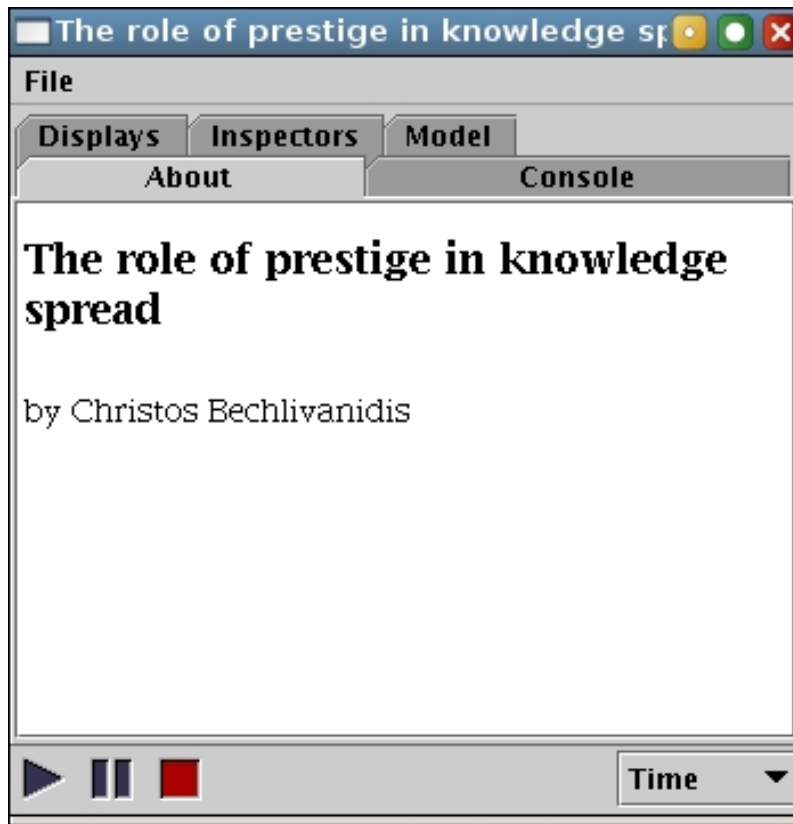 The role of prestige in knowledge sp
File
Displays Inspectors Model
About Console
The role of prestige in knowledge
spread
by Christos Bechlivanidis
Time